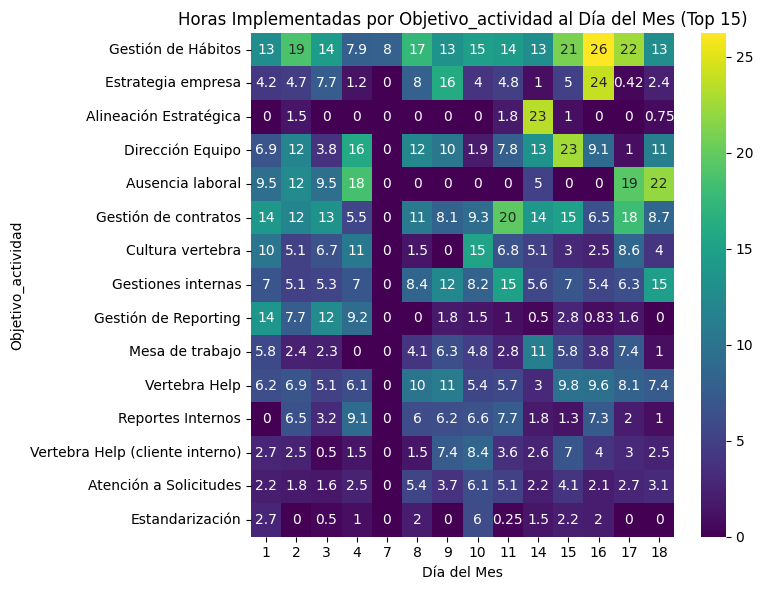 Horas Implementadas por Objetivo_actividad al Día del Mes (Top 15)
Objetivo_actividad
Gestión de Hábitos 13 19 14 7.9 8 17 13 15 14 13 21 26 22 13
Estrategia empresa 4.2 4.7 7.7 1.2 0 8 16 4 4.8 1 5 24 0.42 2.4
Alineación Estratégica 0 1.5 0 0 0 0 0 0 1.8 23 1 0 0 0.75
Dirección Equipo 6.9 12 3.8 16 0 12 10 1.9 7.8 13 23 9.1 1 11
Ausencia laboral 9.5 12 9.5 18 0 0 0 0 0 5 0 0 19 22
Gestión de contratos 14 12 13 5.5 0 11 8.1 9.3 20 14 15 6.5 18 8.7
Cultura vertebra 10 5.1 6.7 11 0 1.5 0 15 6.8 5.1 3 2.5 8.6 4
Gestiones internas 7 5.1 5.3 7 0 8.4 12 8.2 15 5.6 7 5.4 6.3 15
Gestión de Reporting 14 7.7 12 9.2 0 0 1.8 1.5 1 0.5 2.8 0.83 1.6 0
Mesa de trabajo 5.8 2.4 2.3 0 0 4.1 6.3 4.8 2.8 11 5.8 3.8 7.4 1
Vertebra Help 6.2 6.9 5.1 6.1 0 10 11 5.4 5.7 3 9.8 9.6 8.1 7.4
Reportes Internos 0 6.5 3.2 9.1 0 6 6.2 6.6 7.7 1.8 1.3 7.3 2 1
Vertebra Help (cliente interno) 2.7 2.5 0.5 1.5 0 1.5 7.4 8.4 3.6 2.6 7 4 3 2.5
Atención a Solicitudes 2.2 1.8 1.6 2.5 0 5.4 3.7 6.1 5.1 2.2 4.1 2.1 2.7 3.1
Estandarización 2.7 0 0.5 1 0 2 0 6 0.25 1.5 2.2 2 0 0
1 2 3 4 7 8 9 10 11 14 15 16 17 18
Día del Mes
25
20
15
10
5
0